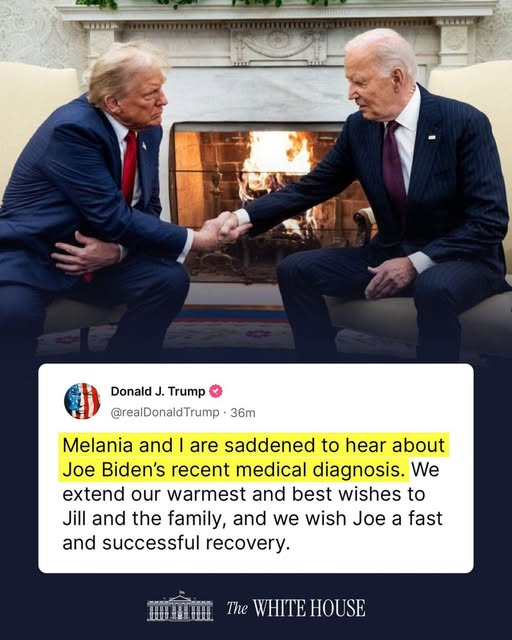 Donald J. Trump
@realDonaldTrump · 36m
Melania and I are saddened to hear about
Joe Biden's recent medical diagnosis. We
extend our warmest and best wishes to
Jill and the family, and we wish Joe a fast
and successful recovery.
The WHITE HOUSE